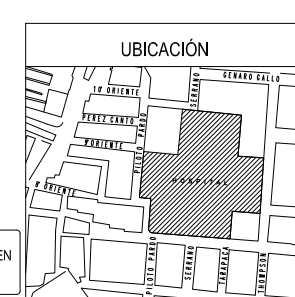 UBICACIÓN
GENARO GALLO
SERRANO
10 ORIENTE
PEREZ CANTO
PILOTO PARDO
9 ORIENTE
HOSPITAL
8 ORIENTE
EN
PILOTO PARDO
SERRANO
TARAPACA
THOMPSON